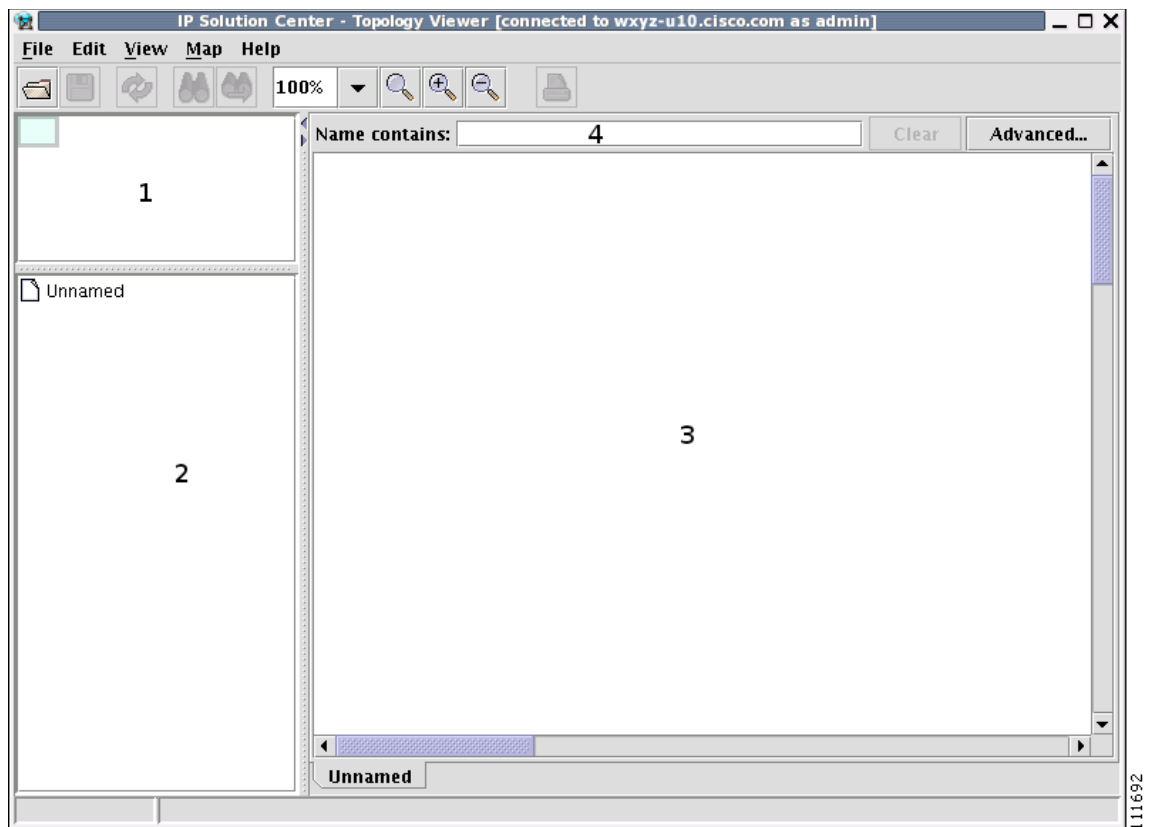 IP Solution Center - Topology Viewer [connected to wxyz-u10.cisco.com as admin]
File Edit View Map Help
100%
Name contains: 4 Clear Advanced...
1
Unnamed
2
3
Unnamed
111692